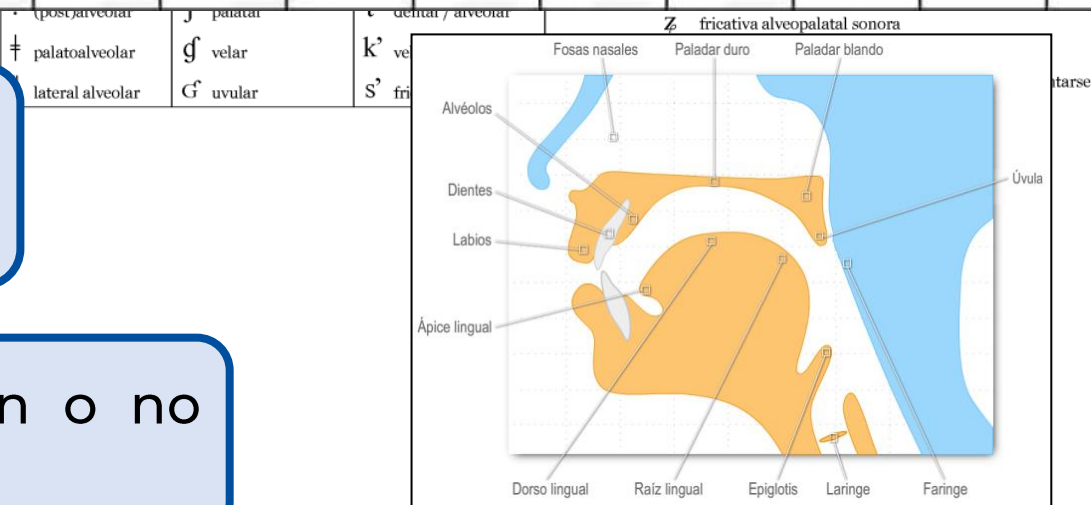 (post)alveolar palatal dental / alveolar
ǂ palatoalveolar ʄ velar k’ ve
lateral alveolar ʛ uvular s’ fri
ʑ fricativa alveopalatal sonora
ntarse
n o no
Fosas nasales Paladar duro Paladar blando
Alvéolos
Dientes
Labios
Úvula
Ápice lingual
Dorso lingual Raíz lingual Epiglotis Laringe Faringe